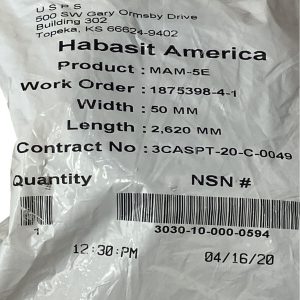 U S P S
500 SW Gary Ormsby Drive
Building 302
Topeka, KS 66624-9402
Habasit America
Product : MAM-5E
Work Order : 1875398-4-1
Width : 50 MM
Length : 2,620 MM
Contract No : 3CASPT-20-C-0049
Quantity NSN #
1 3030-10-000-0594
12:30:PM 04/16/20